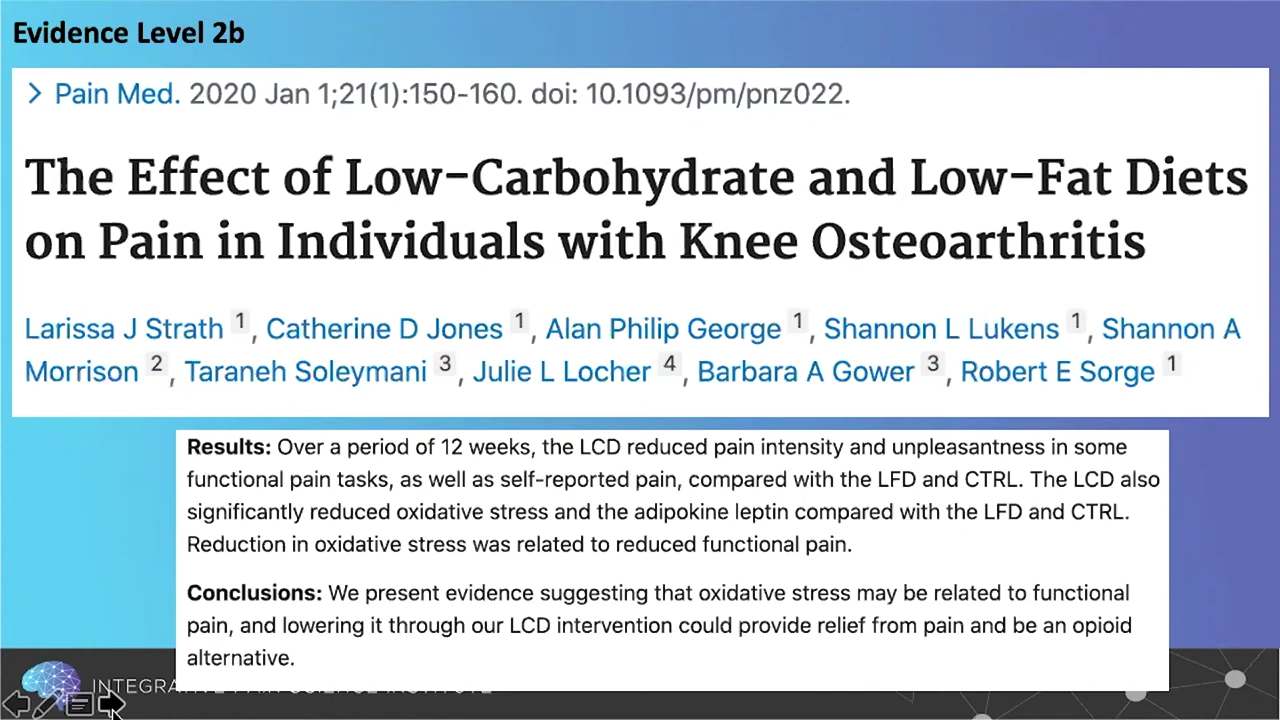 Evidence Level 2b
> Pain Med. 2020 Jan 1;21(1):150-160. doi: 10.1093/pm/pnz022.
The Effect of Low-Carbohydrate and Low-Fat Diets
on Pain in Individuals with Knee Osteoarthritis
Larissa J Strath 1, Catherine D Jones 1, Alan Philip George 1, Shannon L Lukens 1, Shannon A
Morrison 2, Taraneh Soleymani 3, Julie L Locher 4, Barbara A Gower 3, Robert E Sorge 1
Results: Over a period of 12 weeks, the LCD reduced pain intensity and unpleasantness in some
functional pain tasks, as well as self-reported pain, compared with the LFD and CTRL. The LCD also
significantly reduced oxidative stress and the adipokine leptin compared with the LFD and CTRL.
Reduction in oxidative stress was related to reduced functional pain.
Conclusions: We present evidence suggesting that oxidative stress may be related to functional
pain, and lowering it through our LCD intervention could provide relief from pain and be an opioid
alternative.